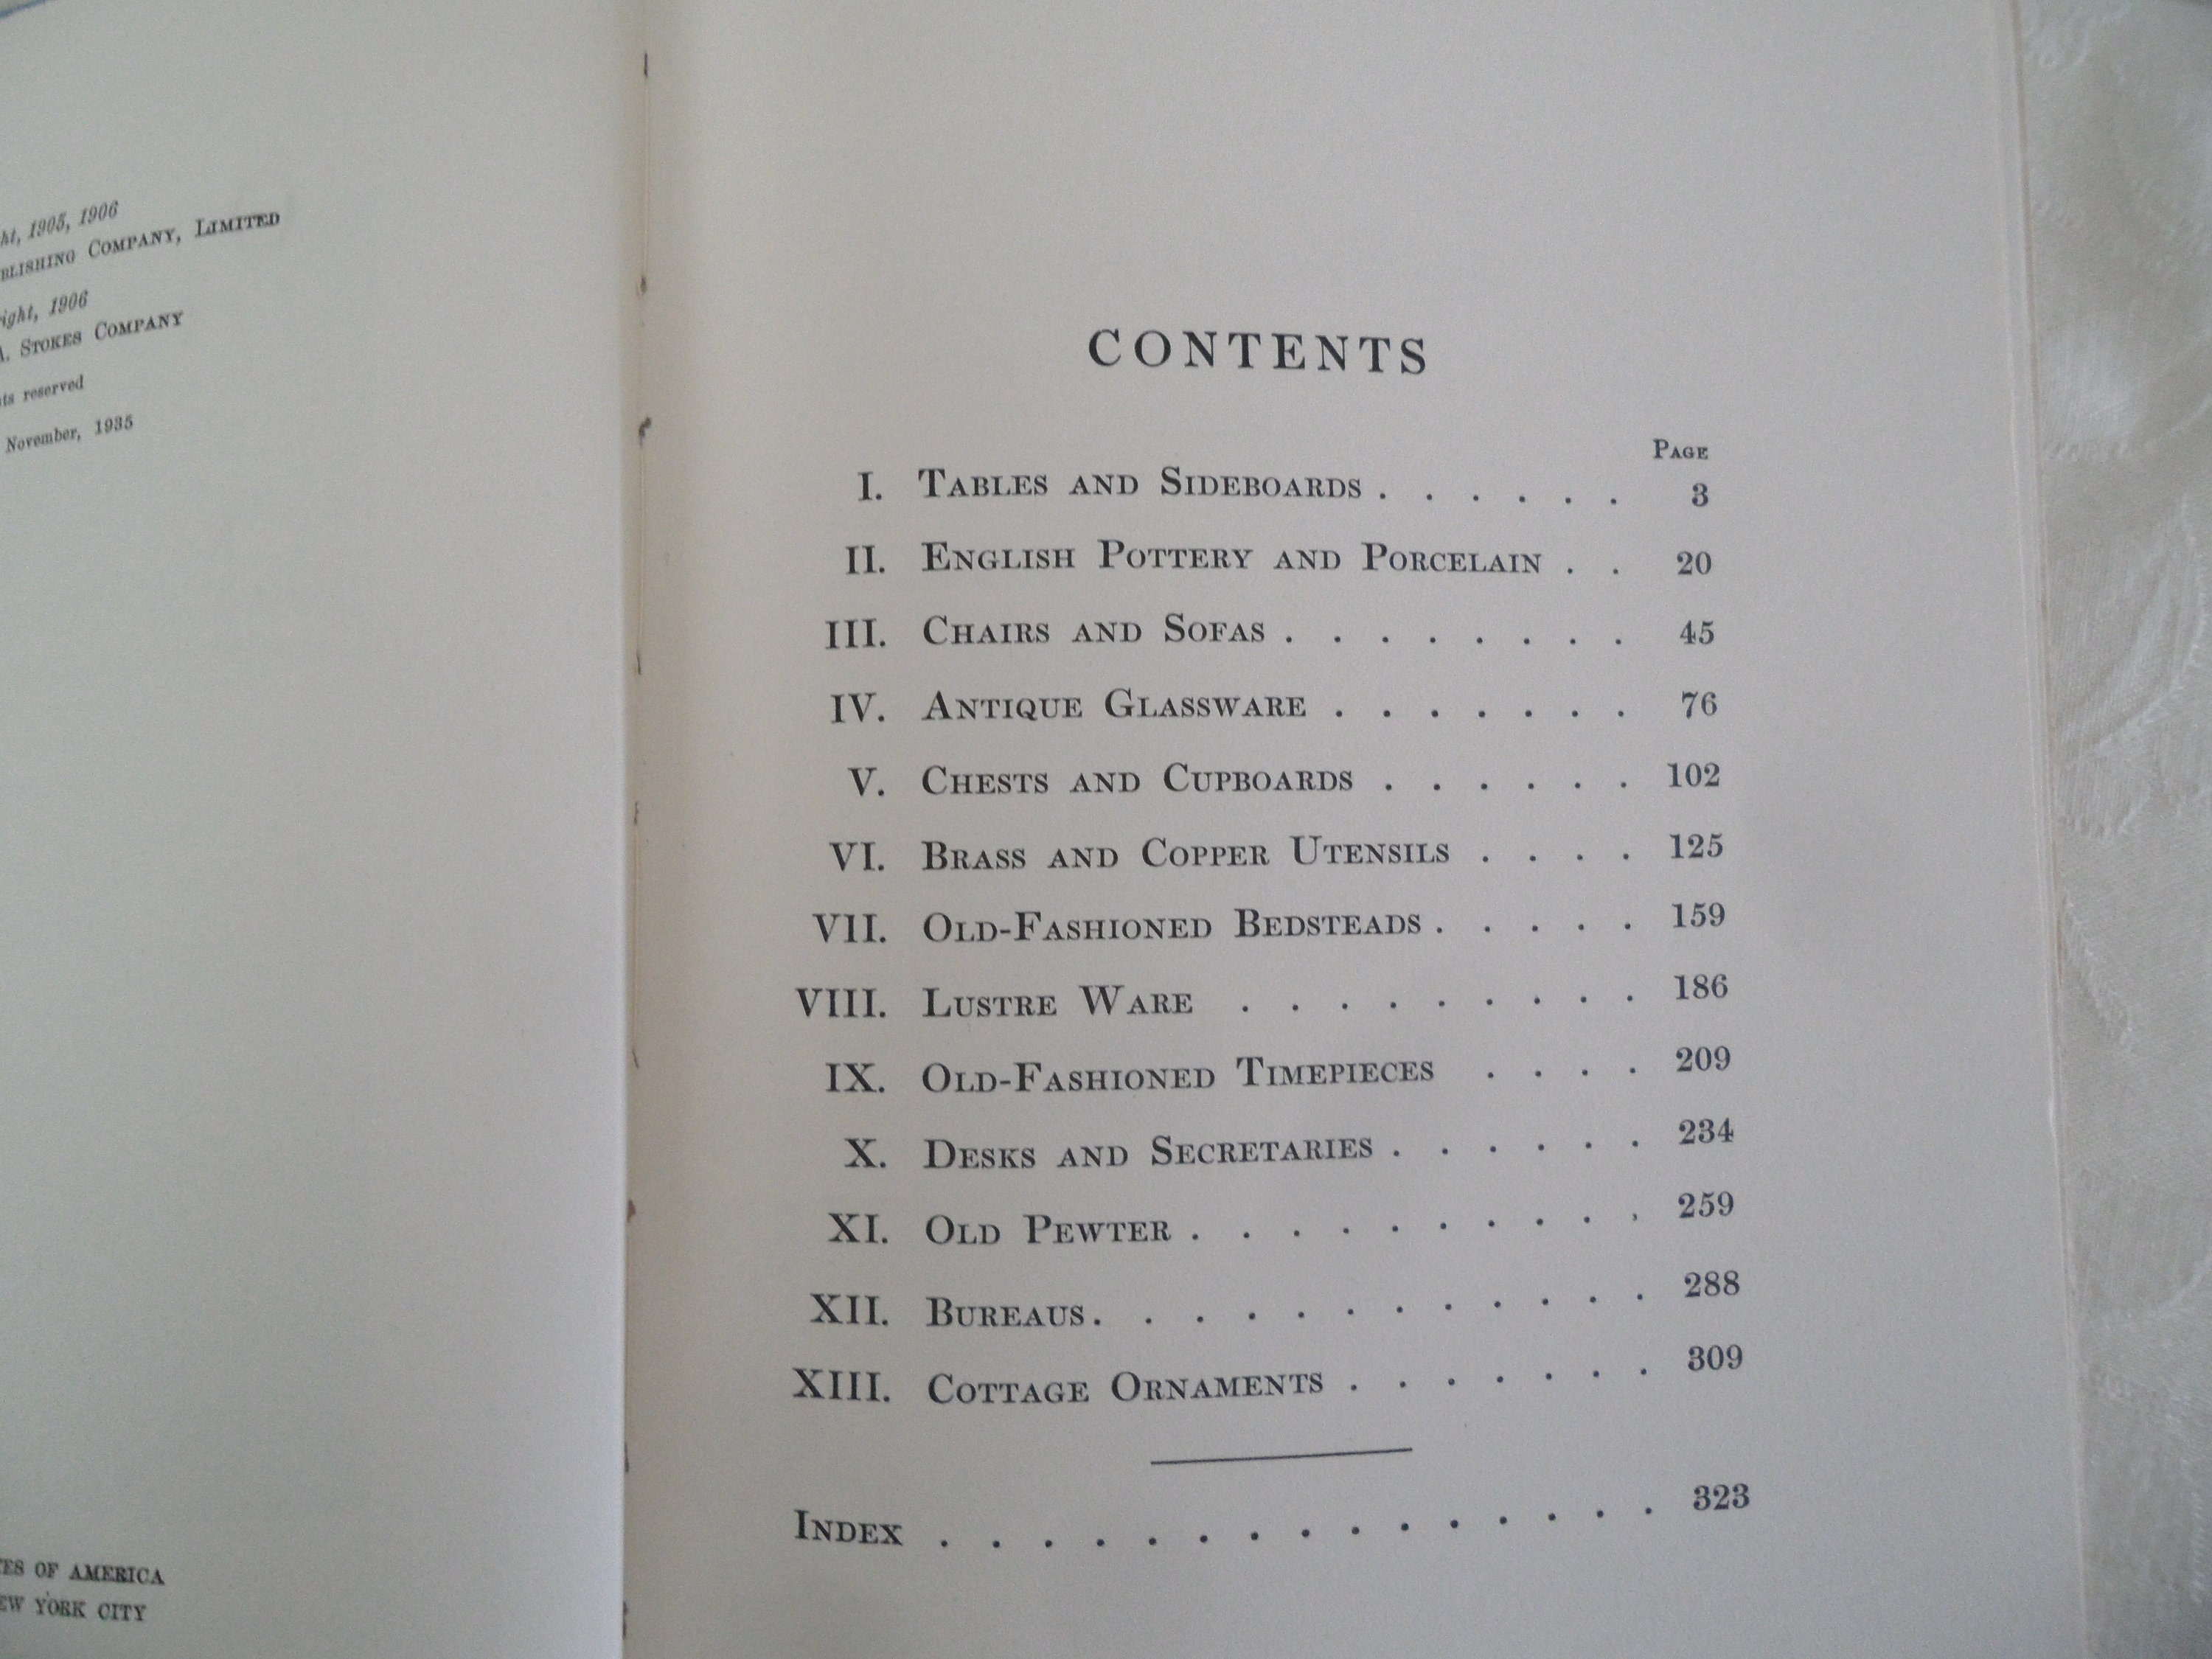 ht, 1905, 1906
BLISHING COMPANY, LIMITED
ight, 1906
A. STOKES COMPANY
ts reserved
November, 1935
ES OF AMERICA
EW YORK CITY
CONTENTS
PAGE
I. TABLES AND SIDEBOARDS . . . . . . 3
II. ENGLISH POTTERY AND PORCELAIN . . 20
III. CHAIRS AND SOFAS . . . . . . . . 45
IV. ANTIQUE GLASSWARE . . . . . . . 76
V. CHESTS AND CUPBOARDS . . . . . . 102
VI. BRASS AND COPPER UTENSILS . . . . 125
VII. OLD-FASHIONED BEDSTEADS . . . . . 159
VIII. LUSTRE WARE . . . . . . . . . 186
IX. OLD-FASHIONED TIMEPIECES . . . . 209
X. DESKS AND SECRETARIES . . . . . . 234
XI. OLD PEWTER . . . . . . . . . . 259
XII. BUREAUS . . . . . . . . . . . . 288
XIII. COTTAGE ORNAMENTS . . . . . . . 309
INDEX . . . . . . . . . . . . . . . 323